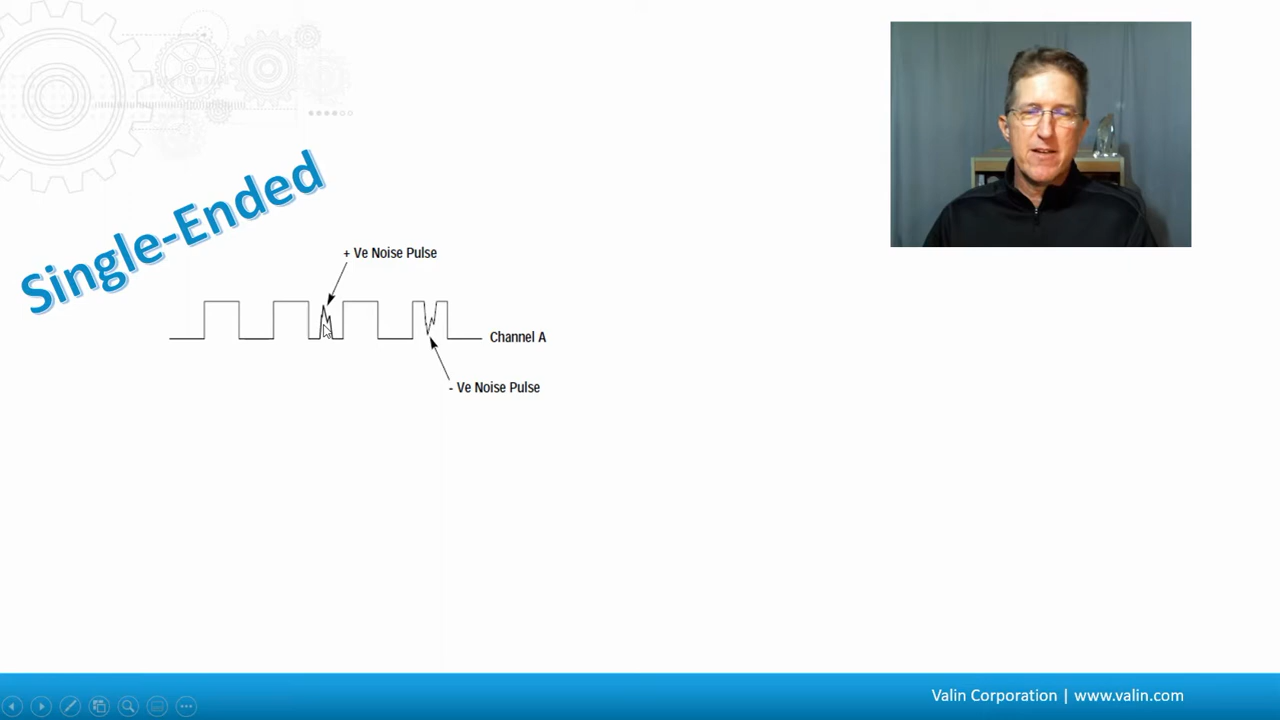 Single-Ended
+ Ve Noise Pulse
Channel A
- Ve Noise Pulse
Valin Corporation | www.valin.com